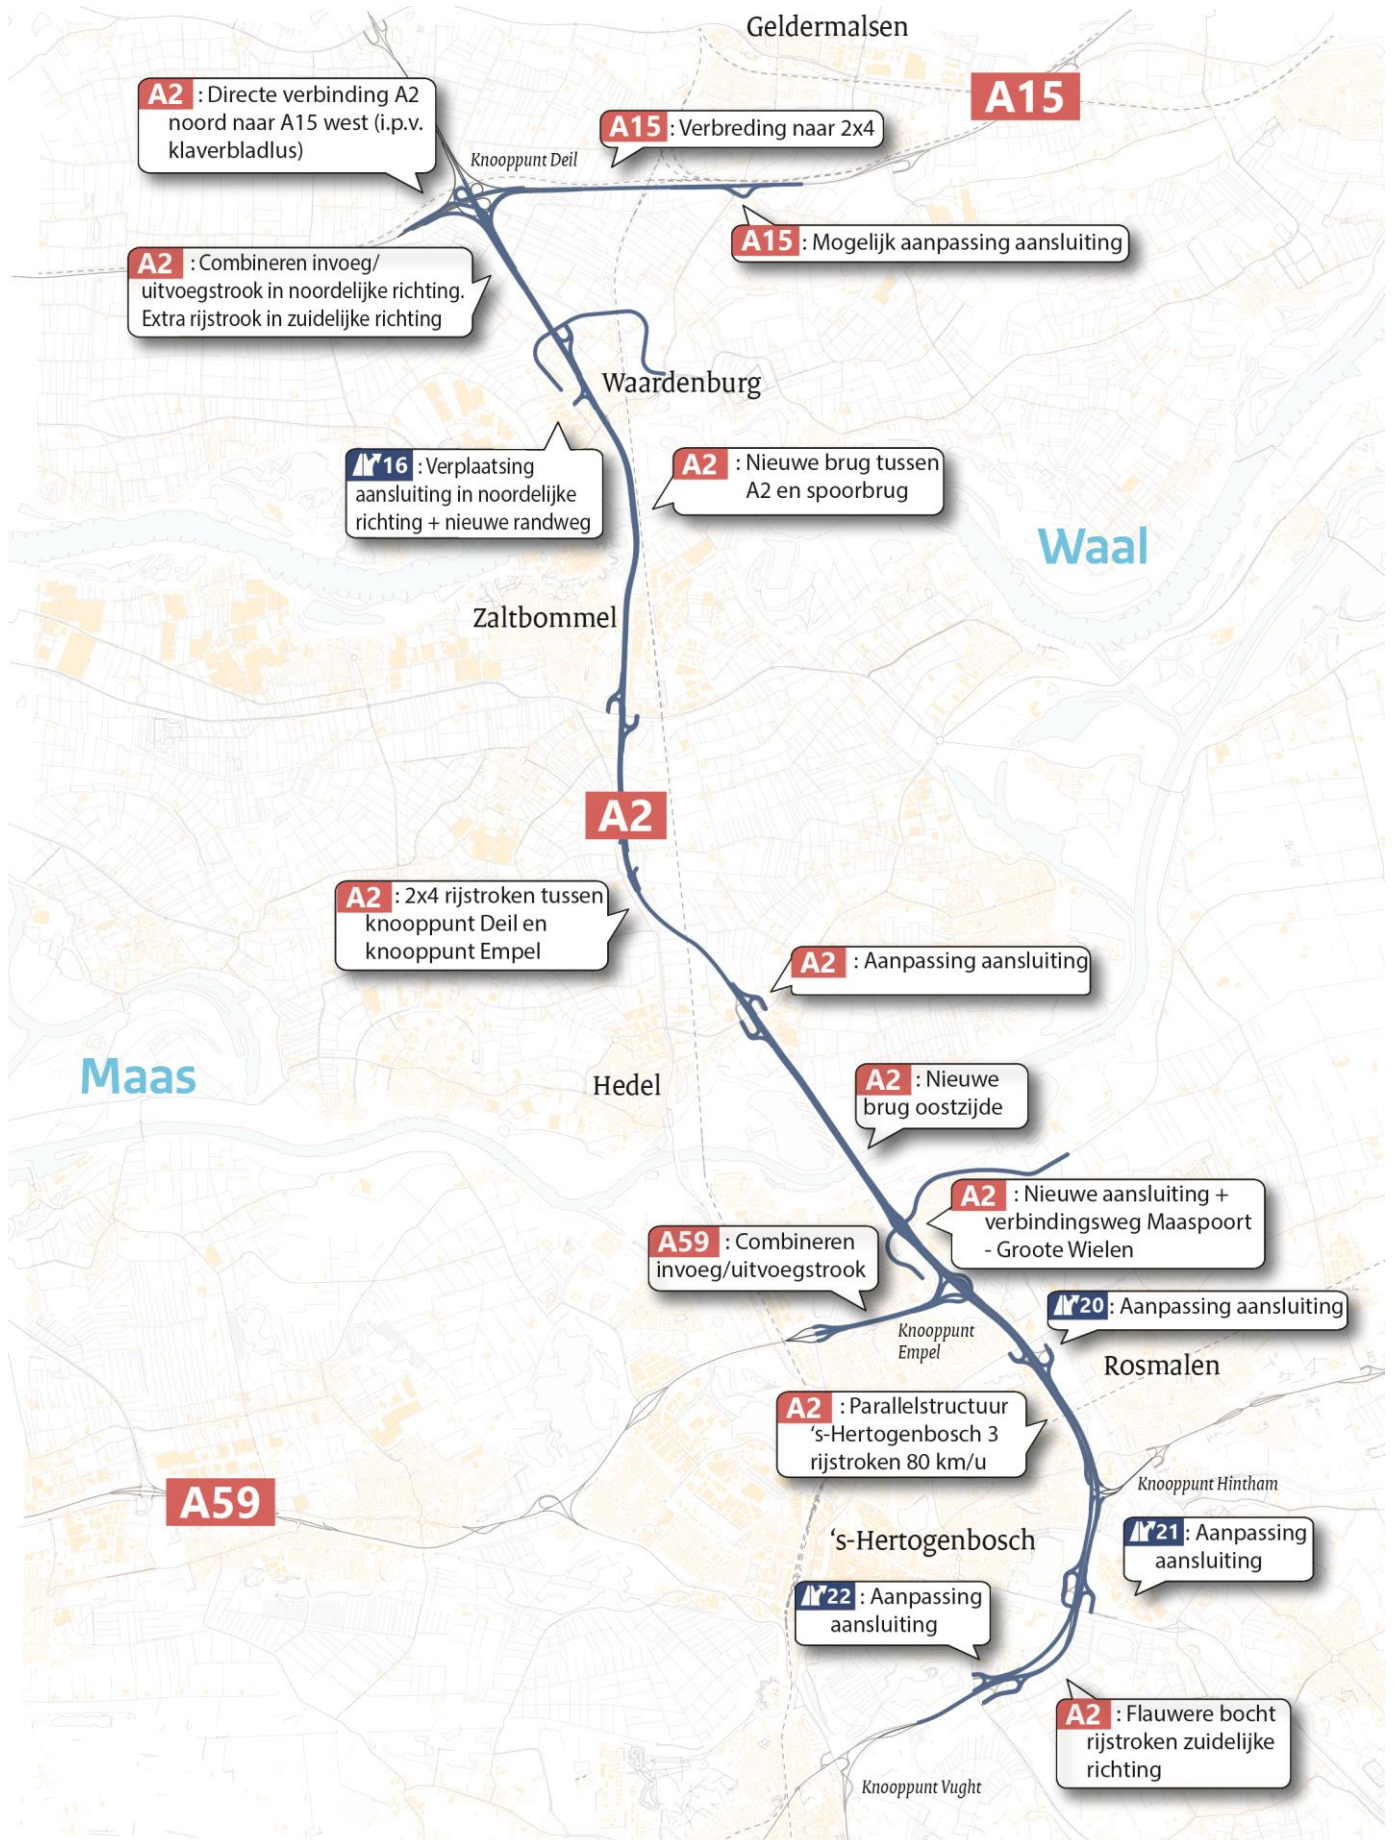 Geldermalsen
A2 : Directe verbinding A2
noord naar A15 west (i.p.v.
klaverbladlus)
A15
A15 : Verbreding naar 2x4
Knooppunt Deil
A15 : Mogelijk aanpassing aansluiting
A2 : Combineren invoeg/
uitvoegstrook in noordelijke richting.
Extra rijstrook in zuidelijke richting
Waardenburg
16 : Verplaatsing
aansluiting in noordelijke
richting + nieuwe randweg
A2 : Nieuwe brug tussen
A2 en spoorbrug
Waal
Zaltbommel
A2
A2 : 2x4 rijstroken tussen
knooppunt Deil en
knooppunt Empel
A2 : Aanpassing aansluiting
Maas
Hedel
A2 : Nieuwe
brug oostzijde
A2 : Nieuwe aansluiting +
verbindingsweg Maaspoort
- Groote Wielen
A59 : Combineren
invoeg/uitvoegstrook
20 : Aanpassing aansluiting
Knooppunt
Empel
Rosmalen
A2 : Parallelstructuur
‘s-Hertogenbosch 3
rijstroken 80 km/u
Knooppunt Hintham
A59
21 : Aanpassing
aansluiting
‘s-Hertogenbosch
22 : Aanpassing
aansluiting
A2 : Flauwere bocht
rijstroken zuidelijke
richting
Knooppunt Vught